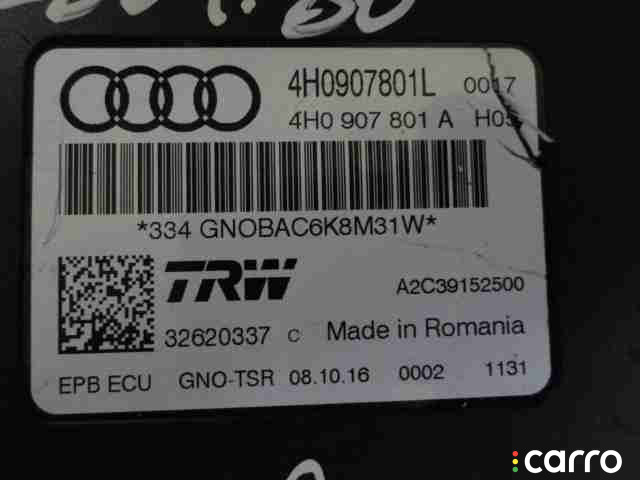 4H0907801L 0017
4H0 907 801 A H05
*334 GNOBAC6K8M31W*
TRW
A2C39152500
32620337 C Made in Romania
EPB ECU GNO-TSR 08.10.16 0002 1131
carro